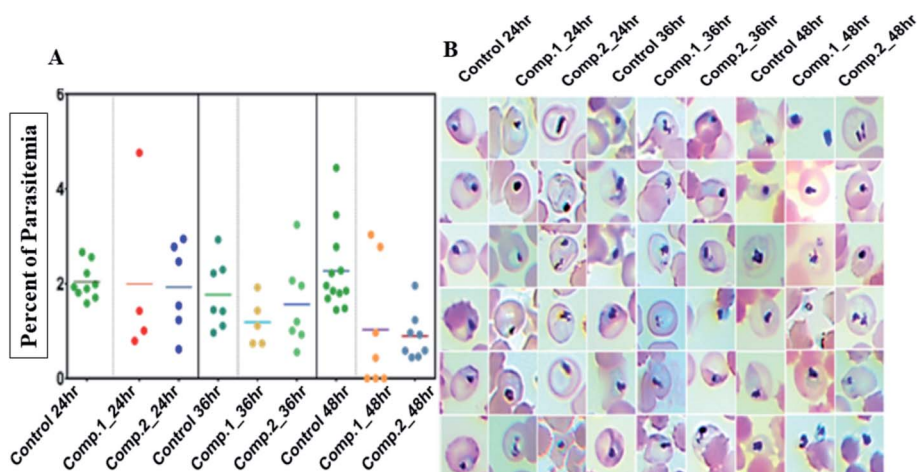 A
Percent of Parasitemia
6
4
2
0
Control 24hr
Comp.1_24hr
Comp.2_24hr
Control 36hr
Comp.1_36hr
Comp.2_36hr
Control 48hr
Comp.1_48hr
Comp.2_48hr
B
Control 24hr
Comp.1_24hr
Comp.2_24hr
Control 36hr
Comp.1_36hr
Comp.2_36hr
Control 48hr
Comp.1_48hr
Comp.2_48hr